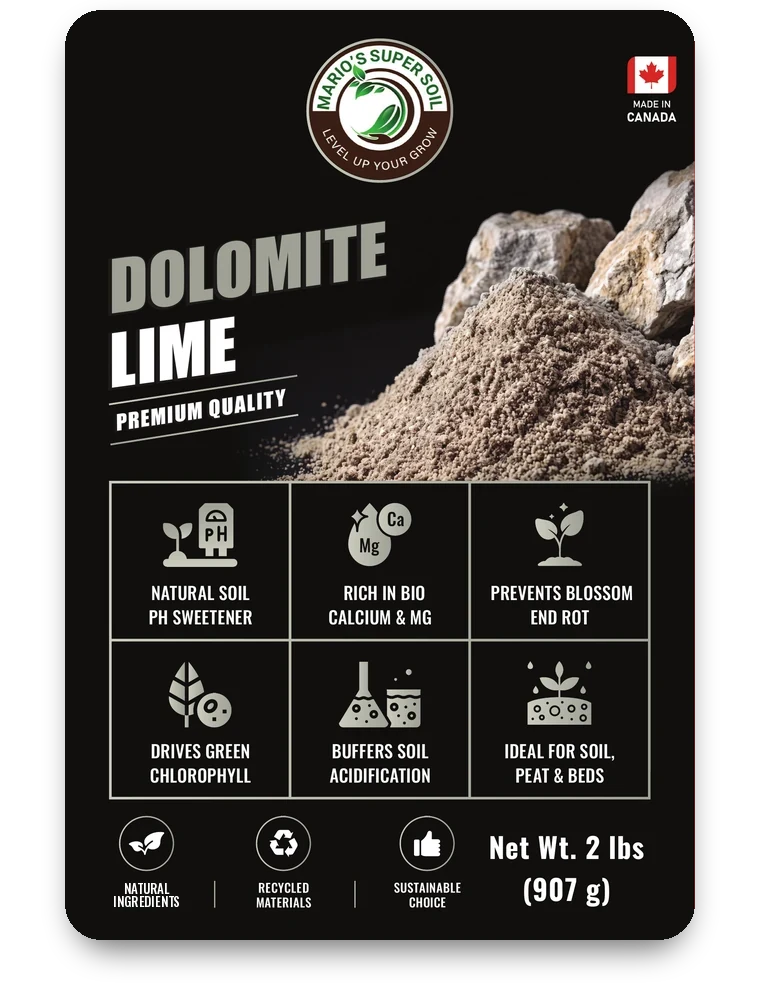 MARIO'S SUPER SOIL
LEVEL UP YOUR GROW
MADE IN
CANADA
DOLOMITE
LIME
PREMIUM QUALITY
PH
Ca
Mg
NATURAL SOIL
PH SWEETENER
RICH IN BIO
CALCIUM & MG
PREVENTS BLOSSOM
END ROT
DRIVES GREEN
CHLOROPHYLL
BUFFERS SOIL
ACIDIFICATION
IDEAL FOR SOIL,
PEAT & BEDS
NATURAL
INGREDIENTS
RECYCLED
MATERIALS
SUSTAINABLE
CHOICE
Net Wt. 2 lbs
(907 g)